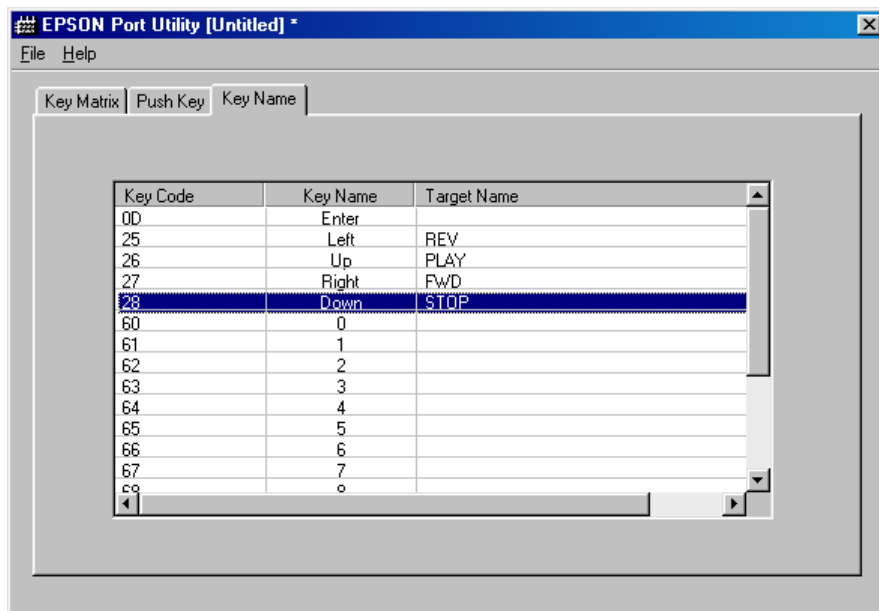 EPSON Port Utility [Untitled] *
File Help
Key Matrix Push Key Key Name
Key Code Key Name Target Name
0D Enter
25 Left REV
26 Up PLAY
27 Right FWD
28 Down STOP
60 0
61 1
62 2
63 3
64 4
65 5
66 6
67 7